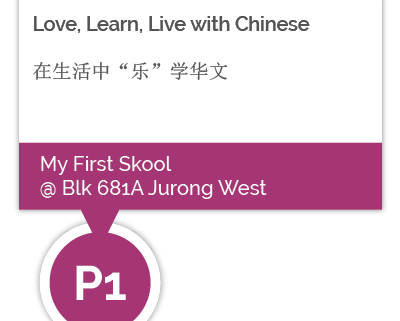 Love, Learn, Live with Chinese
在生活中“乐”学华文
My First Skool
@ Blk 681A Jurong West
P1